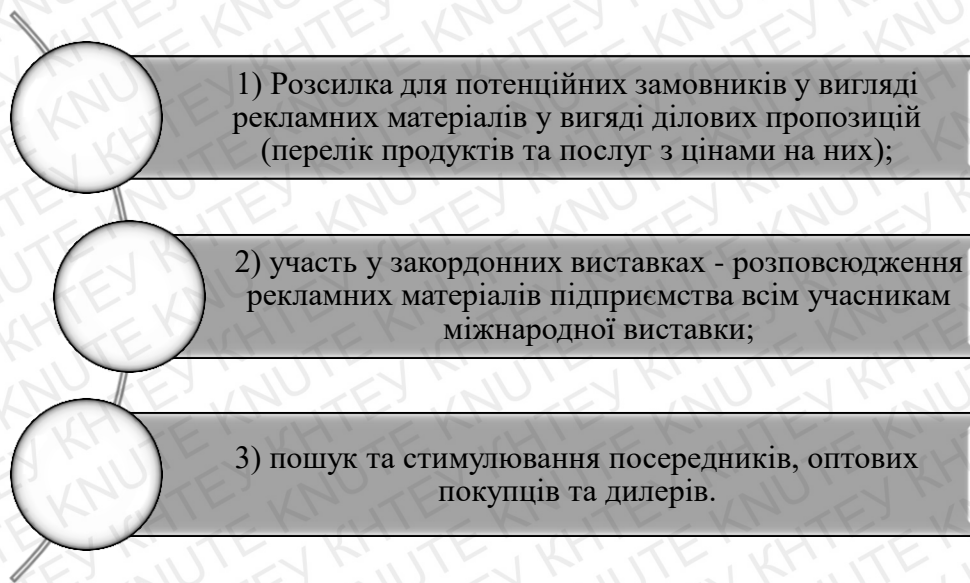 1) Розсилка для потенційних замовників у вигляді
рекламних матеріалів у вигяді ділових пропозицій
(перелік продуктів та послуг з цінами на них);
2) участь у закордонних виставках - розповсюдження
рекламних матеріалів підприємства всім учасникам
міжнародної виставки;
3) пошук та стимулювання посередників, оптових
покупців та дилерів.